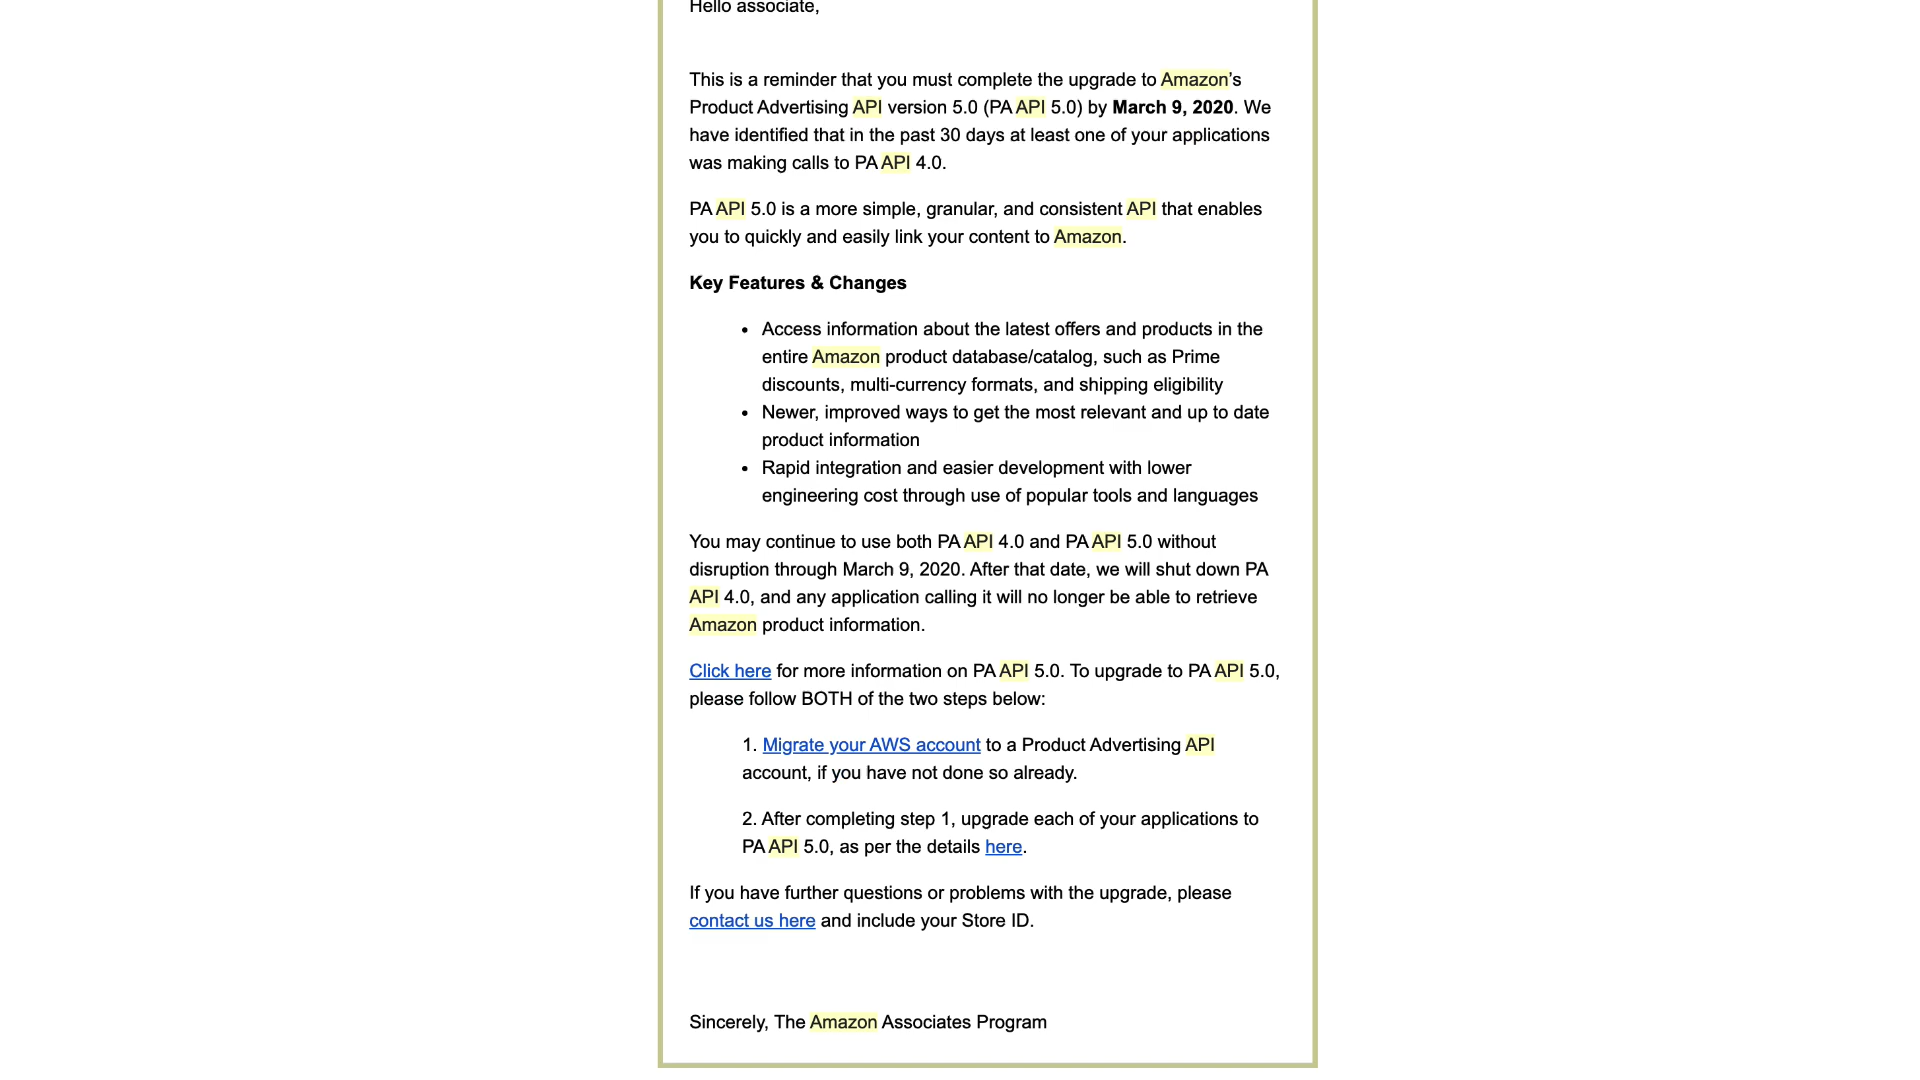 Hello associate,
This is a reminder that you must complete the upgrade to Amazon’s
Product Advertising API version 5.0 (PA API 5.0) by March 9, 2020. We
have identified that in the past 30 days at least one of your applications
was making calls to PA API 4.0.
PA API 5.0 is a more simple, granular, and consistent API that enables
you to quickly and easily link your content to Amazon.
Key Features & Changes
• Access information about the latest offers and products in the
entire Amazon product database/catalog, such as Prime
discounts, multi-currency formats, and shipping eligibility
• Newer, improved ways to get the most relevant and up to date
product information
• Rapid integration and easier development with lower
engineering cost through use of popular tools and languages
You may continue to use both PA API 4.0 and PA API 5.0 without
disruption through March 9, 2020. After that date, we will shut down PA
API 4.0, and any application calling it will no longer be able to retrieve
Amazon product information.
Click here for more information on PA API 5.0. To upgrade to PA API 5.0,
please follow BOTH of the two steps below:
1. Migrate your AWS account to a Product Advertising API
account, if you have not done so already.
2. After completing step 1, upgrade each of your applications to
PA API 5.0, as per the details here.
If you have further questions or problems with the upgrade, please
contact us here and include your Store ID.
Sincerely, The Amazon Associates Program